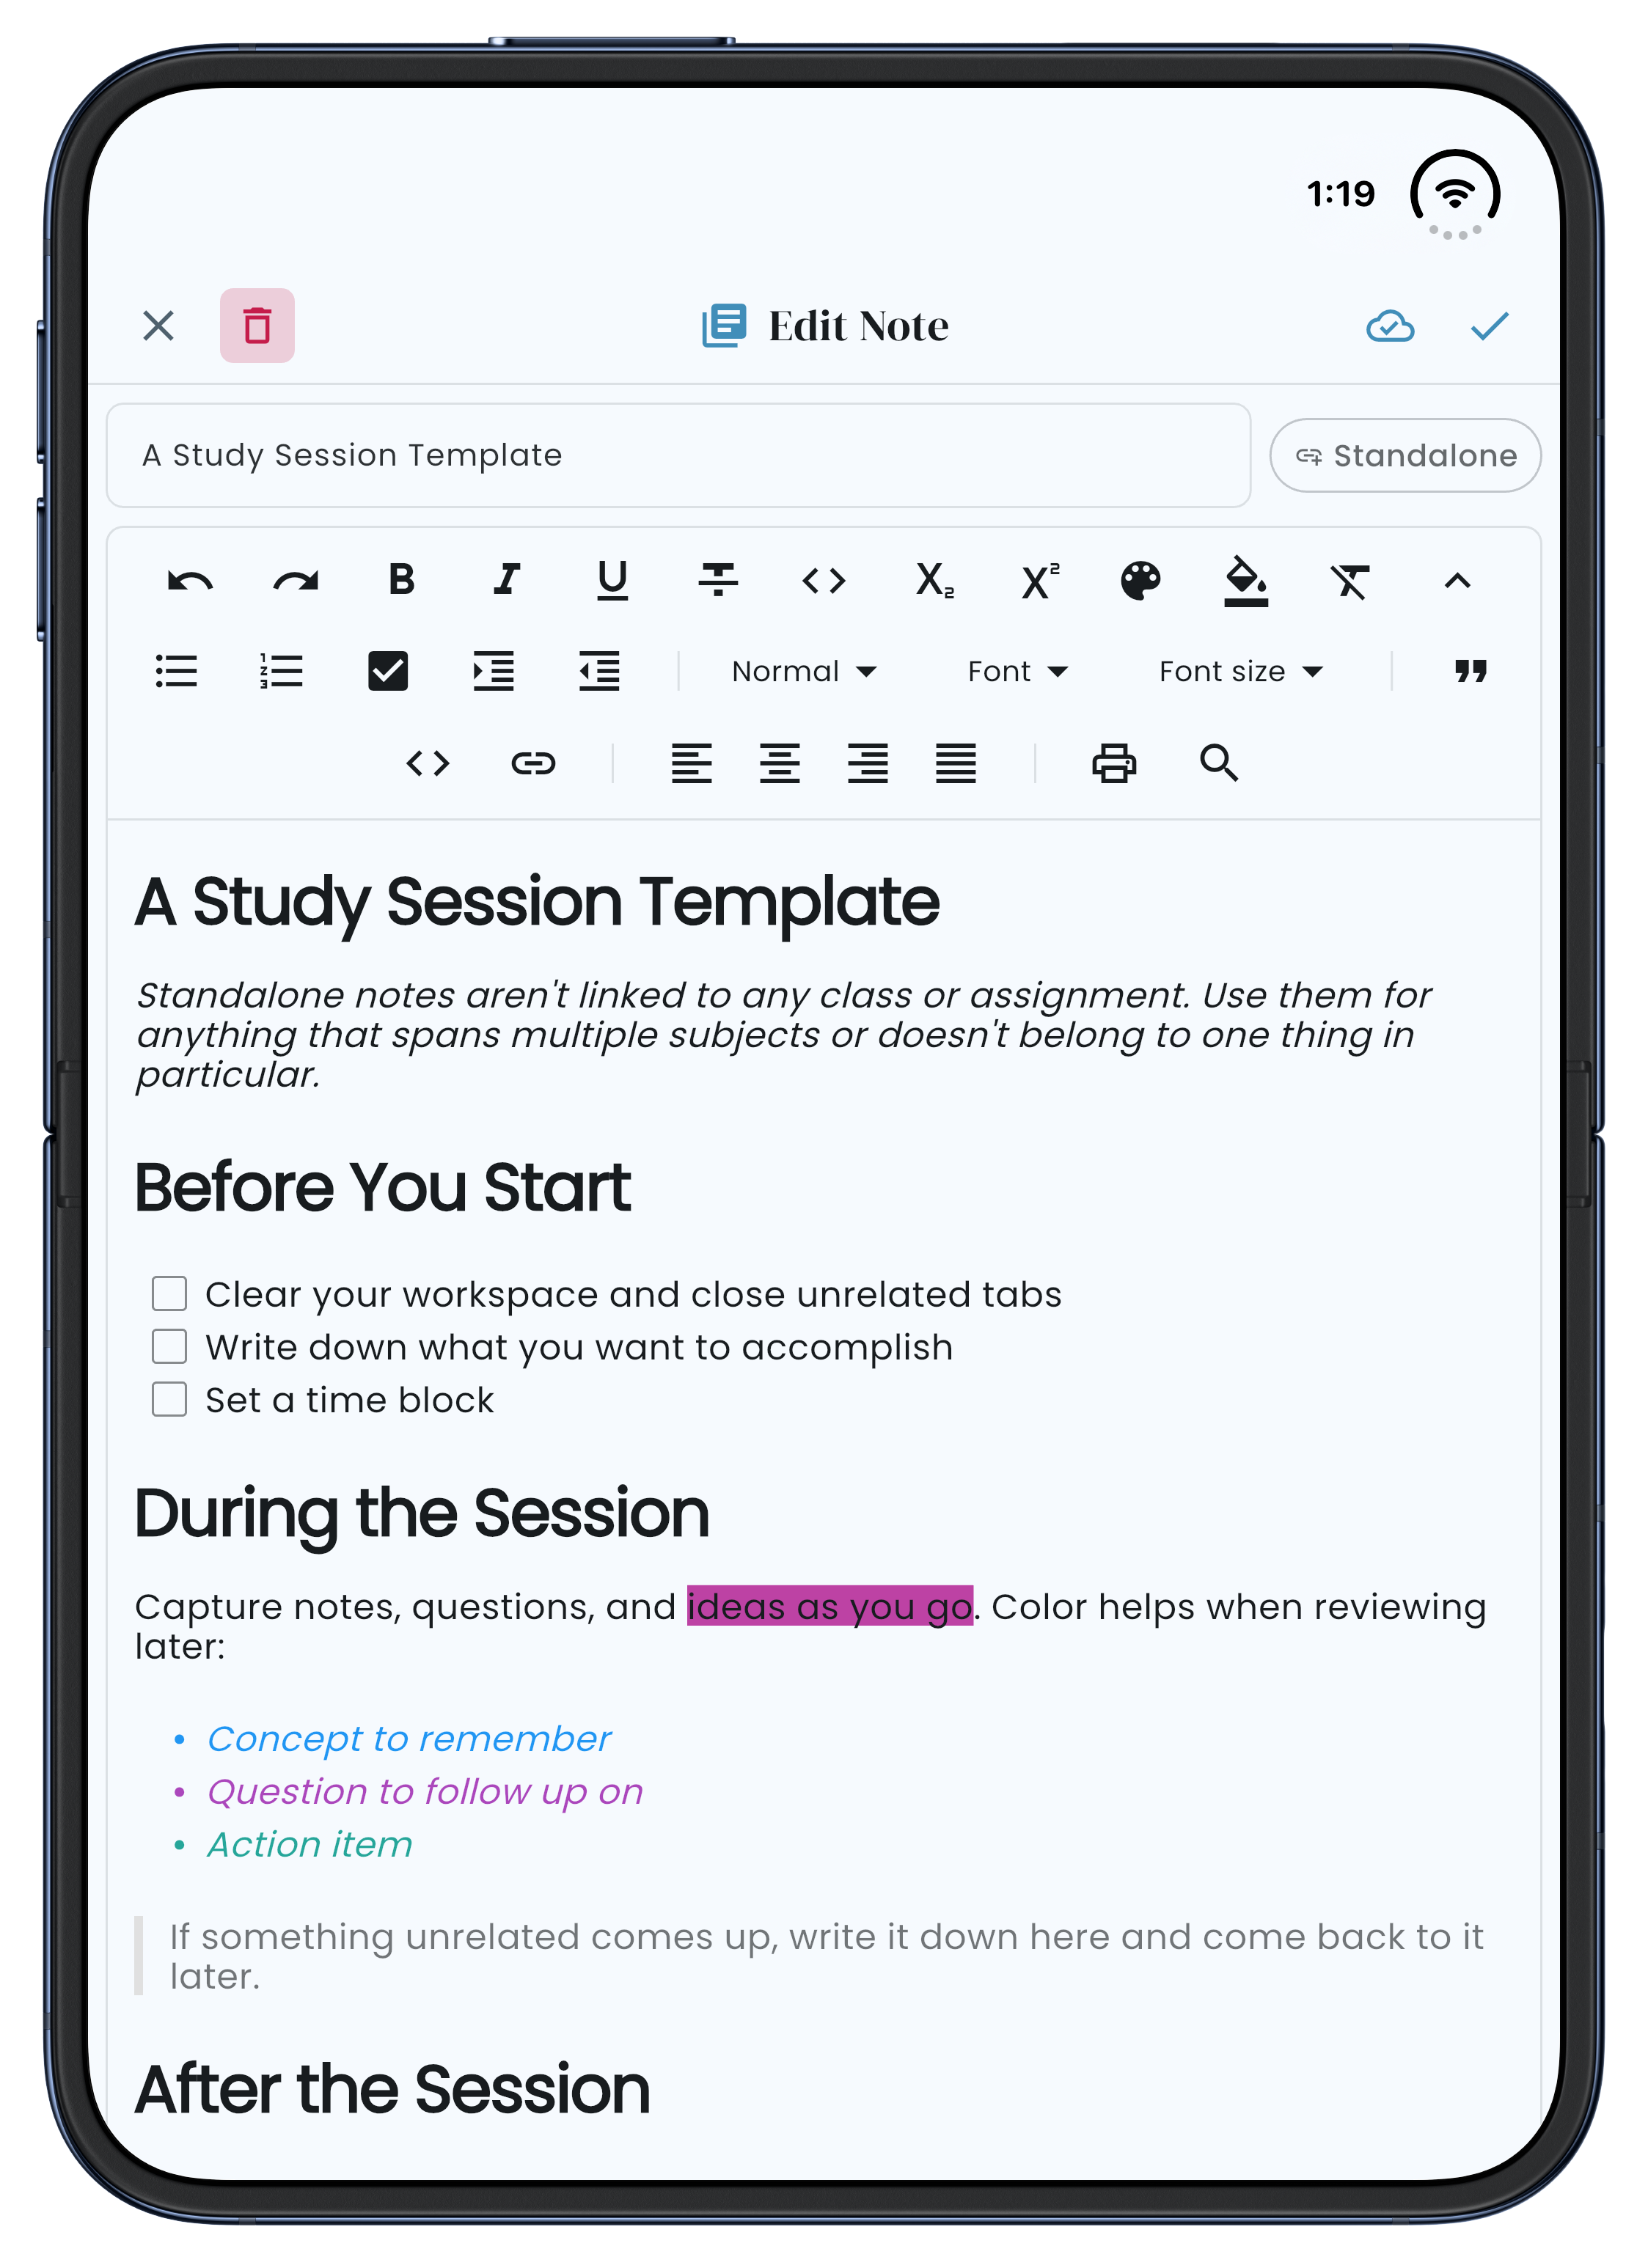 1:19
Edit Note
A Study Session Template
Standalone
Normal
Font
Font size
A Study Session Template
Standalone notes aren't linked to any class or assignment. Use them for
anything that spans multiple subjects or doesn't belong to one thing in
particular.
Before You Start
Clear your workspace and close unrelated tabs
Write down what you want to accomplish
Set a time block
During the Session
Capture notes, questions, and ideas as you go. Color helps when reviewing
later:
• Concept to remember
• Question to follow up on
• Action item
If something unrelated comes up, write it down here and come back to it
later.
After the Session